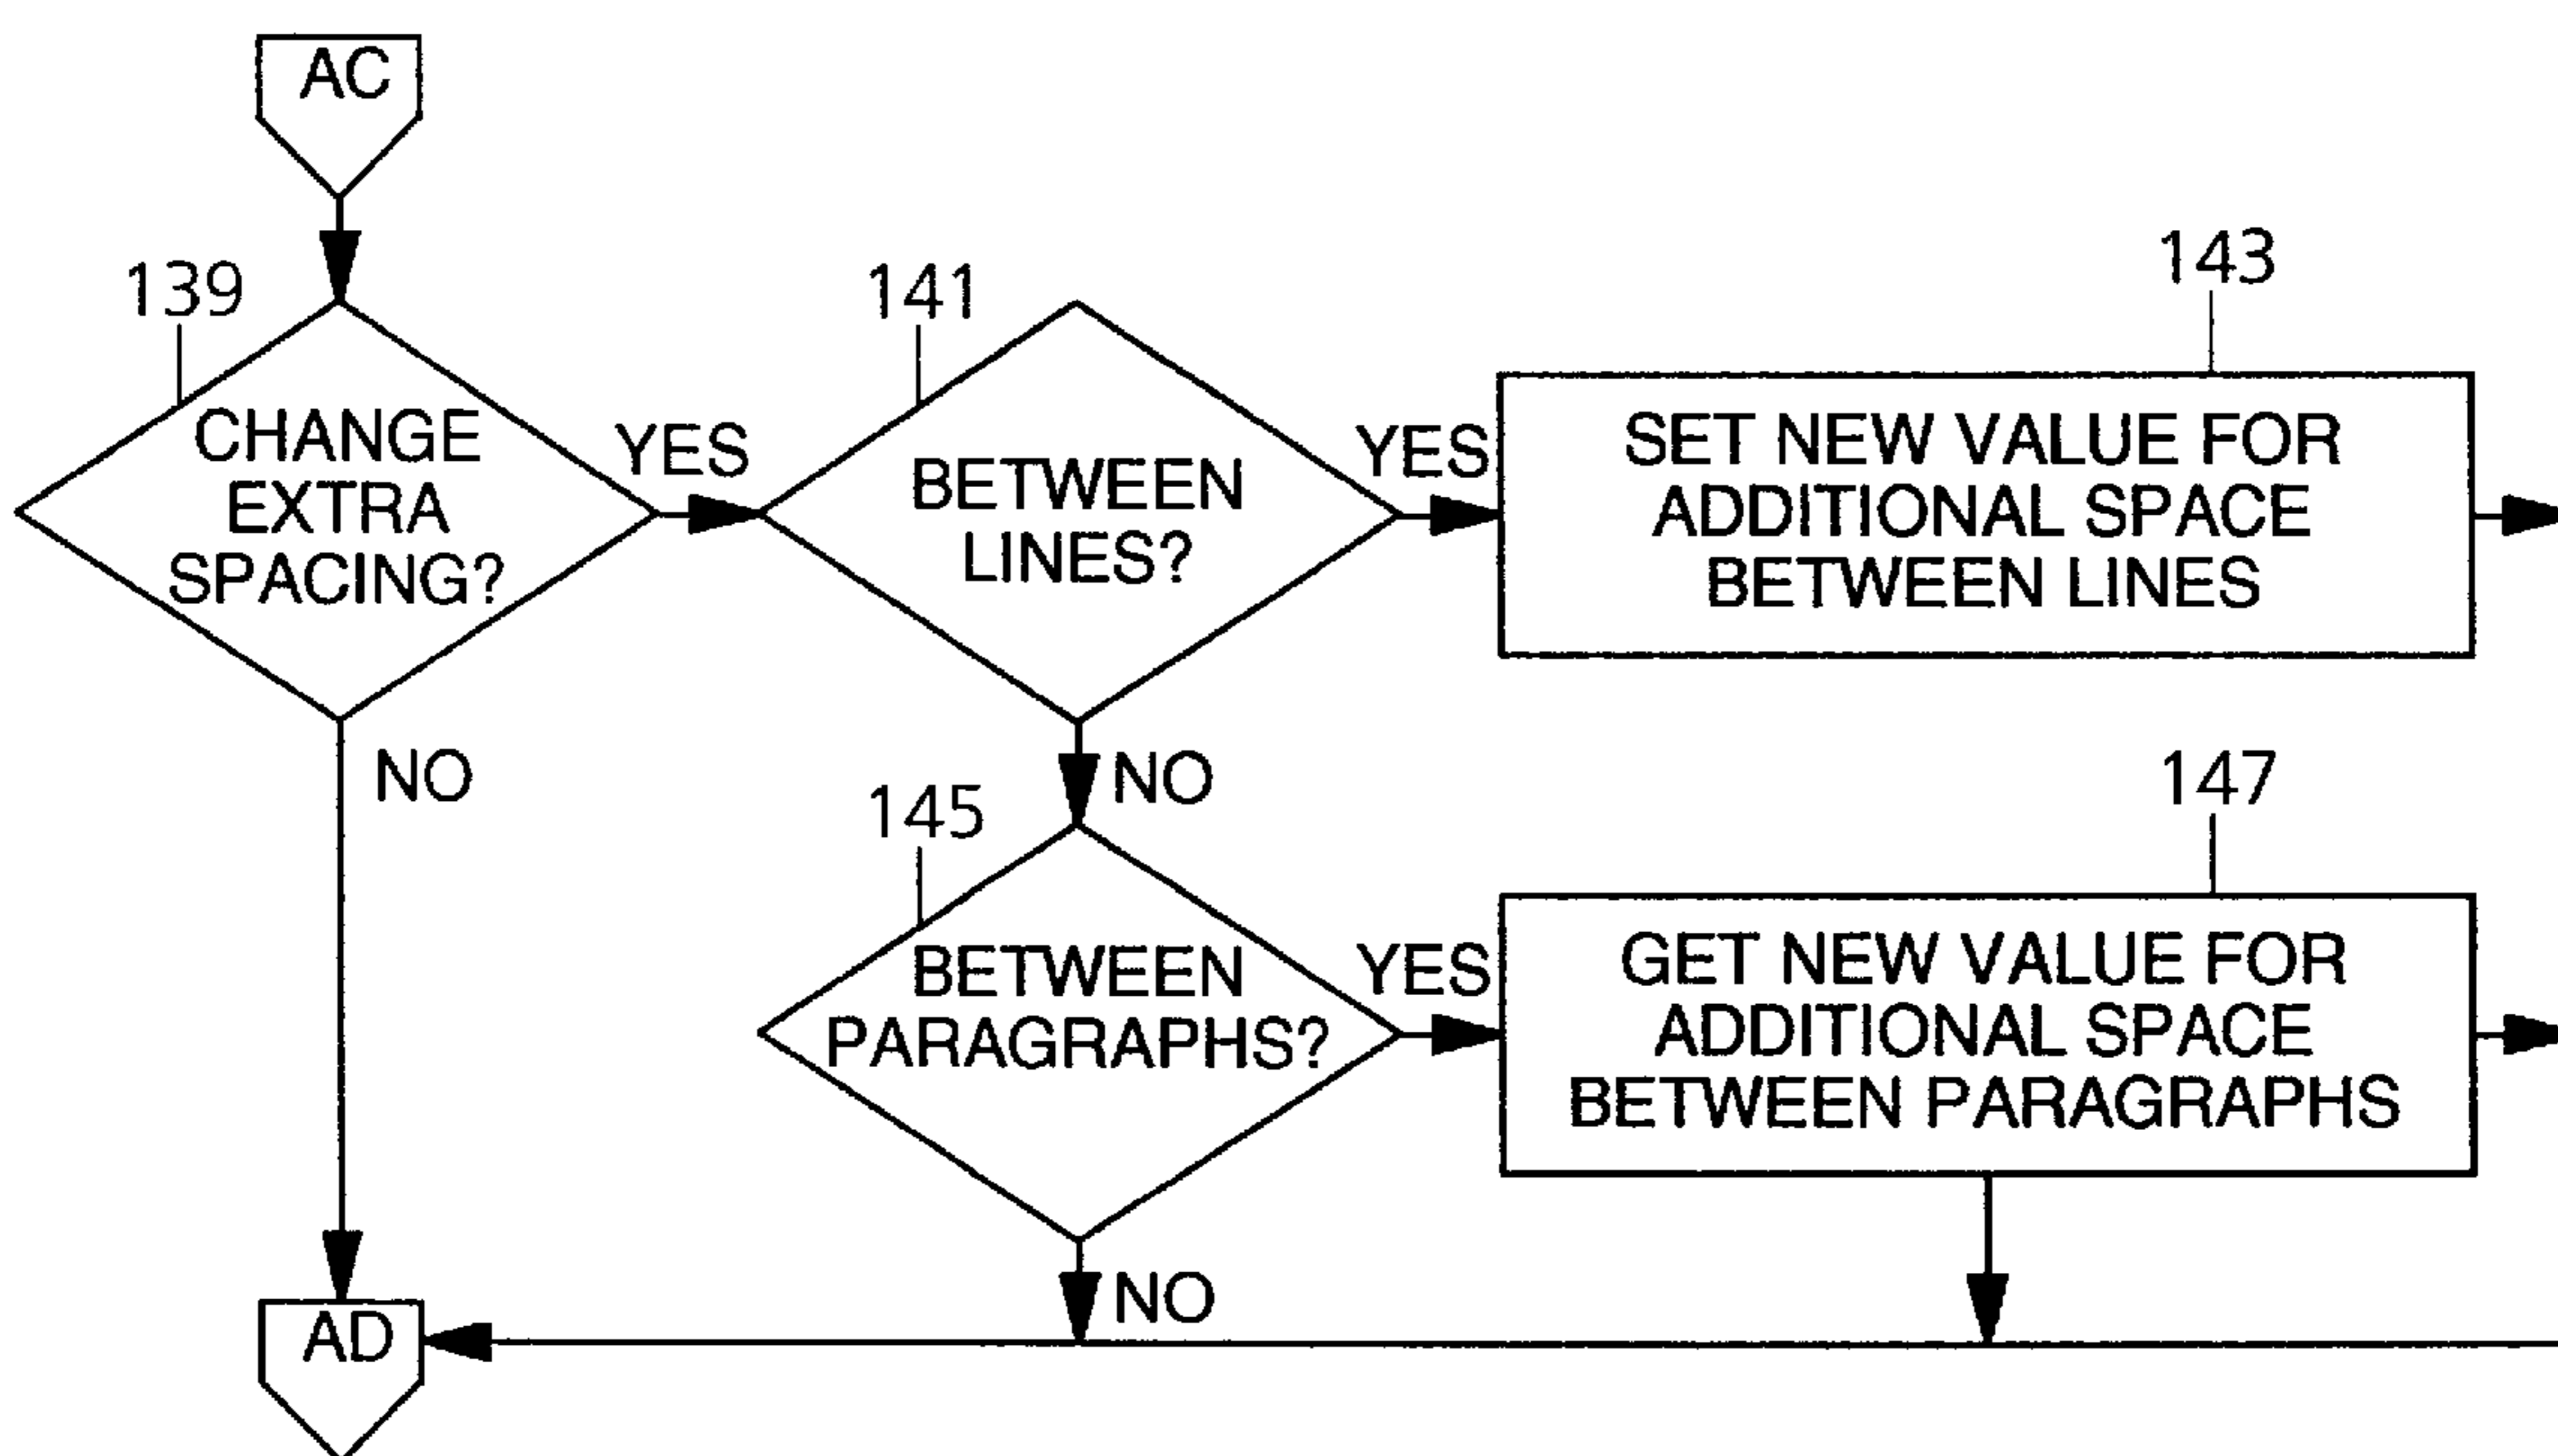 AC
139
CHANGE
EXTRA
SPACING?
YES
NO
141
BETWEEN
LINES?
YES
NO
143
SET NEW VALUE FOR
ADDITIONAL SPACE
BETWEEN LINES
145
BETWEEN
PARAGRAPHS?
YES
NO
147
GET NEW VALUE FOR
ADDITIONAL SPACE
BETWEEN PARAGRAPHS
AD